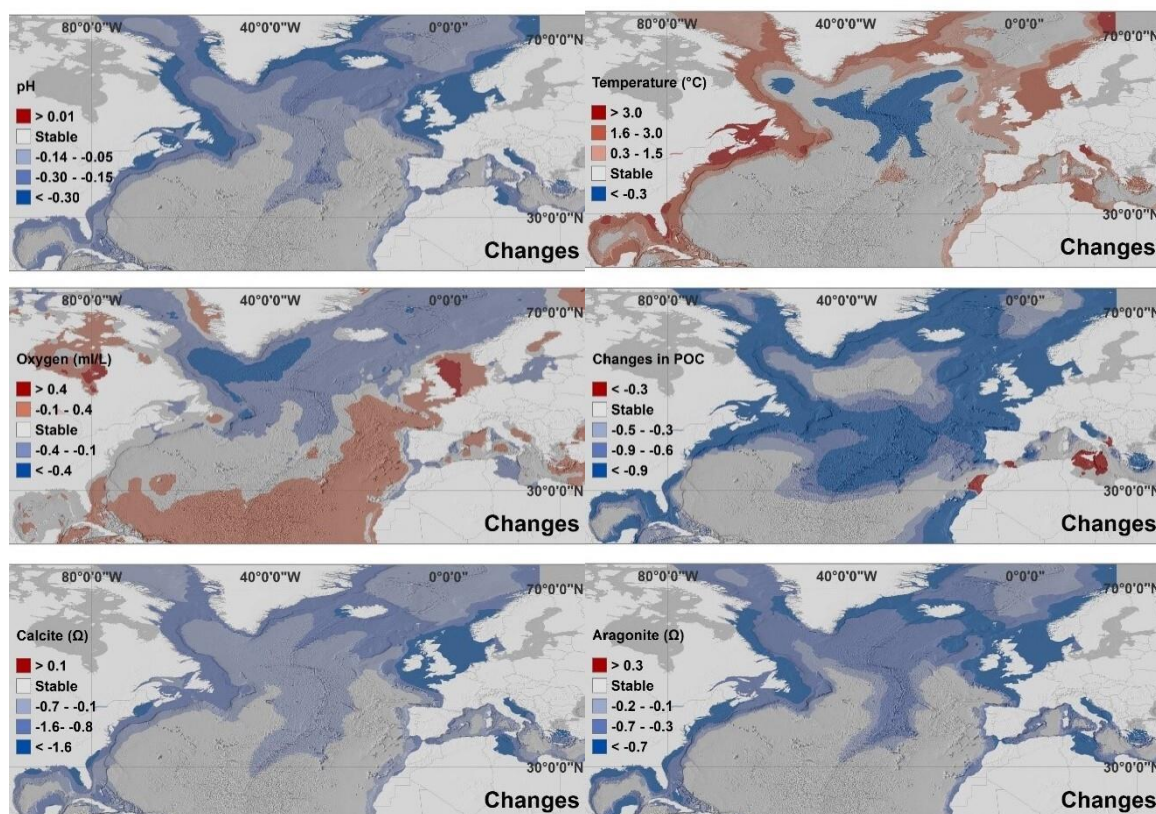 80°0'0"W 40°0'0"W 0°0'0"
70°0'0"N
pH
> 0.01
Stable
-0.14 - -0.05
-0.30 - -0.15
< -0.30
30°0'0"N
Changes
80°0'0"W 40°0'0"W 0°0'0"
70°0'0"N
Temperature (°C)
> 3.0
1.6 - 3.0
0.3 - 1.5
Stable
< -0.3
30°0'0"N
Changes
80°0'0"W 40°0'0"W 0°0'0"
70°0'0"N
Oxygen (ml/L)
> 0.4
-0.1 - 0.4
Stable
-0.4 - -0.1
< -0.4
30°0'0"N
Changes
80°0'0"W 40°0'0"W 0°0'0"
70°0'0"N
Changes in POC
< -0.3
Stable
-0.5 - -0.3
-0.9 - -0.6
< -0.9
30°0'0"N
Changes
80°0'0"W 40°0'0"W 0°0'0"
70°0'0"N
Calcite (Ω)
> 0.1
Stable
-0.7 - -0.1
-1.6- -0.8
< -1.6
30°0'0"N
Changes
80°0'0"W 40°0'0"W 0°0'0"
70°0'0"N
Aragonite (Ω)
> 0.3
Stable
-0.2 - -0.1
-0.7 - -0.3
< -0.7
30°0'0"N
Changes